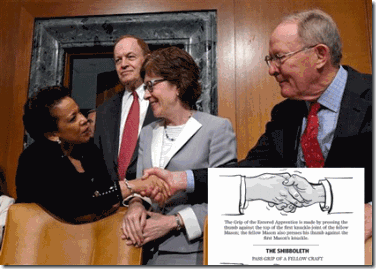 The Grip of the Entered Apprentice is made by pressing the
thumb against the top of the first knuckle-joint of the fellow
Mason, the fellow Mason also presses his thumb against the
first Mason's knuckle.
THE SHIBBOLETH
PASS GRIP OF A FELLOW CRAFT